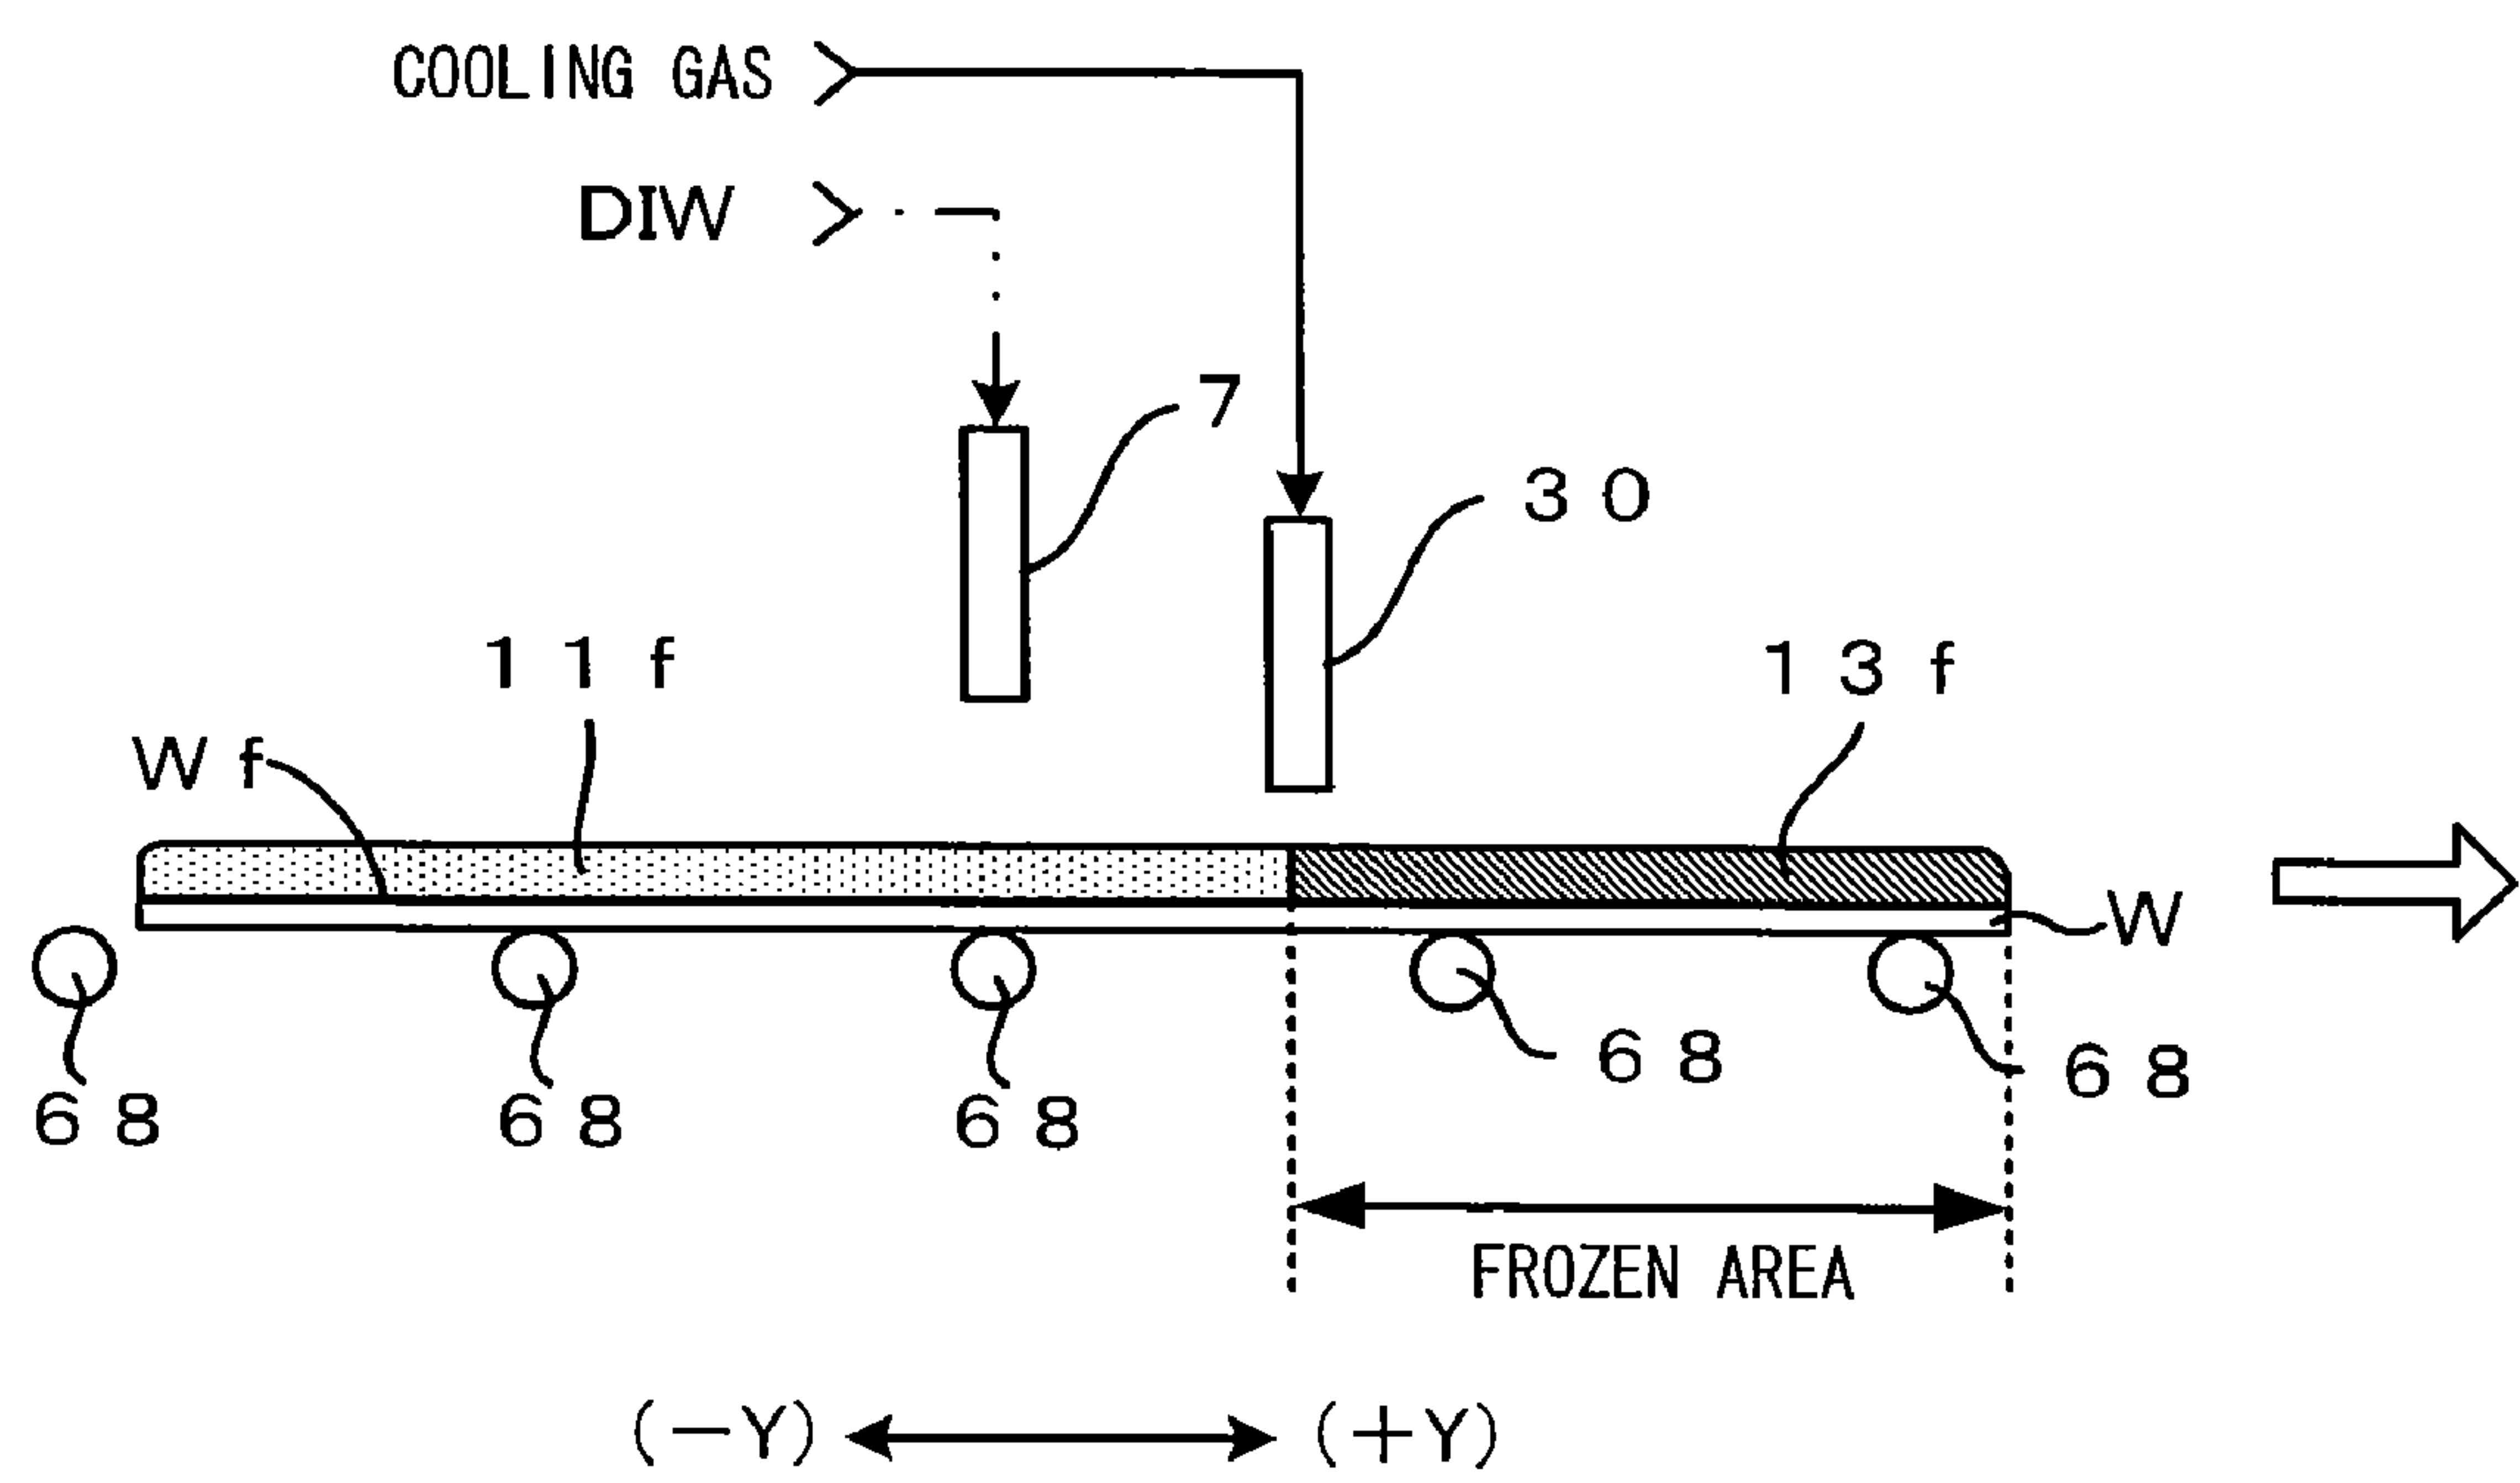 COOLING GAS
DIW
7
30
11f
13f
Wf
W
68
68
68
68
68
FROZEN AREA
(−Y)
(+Y)